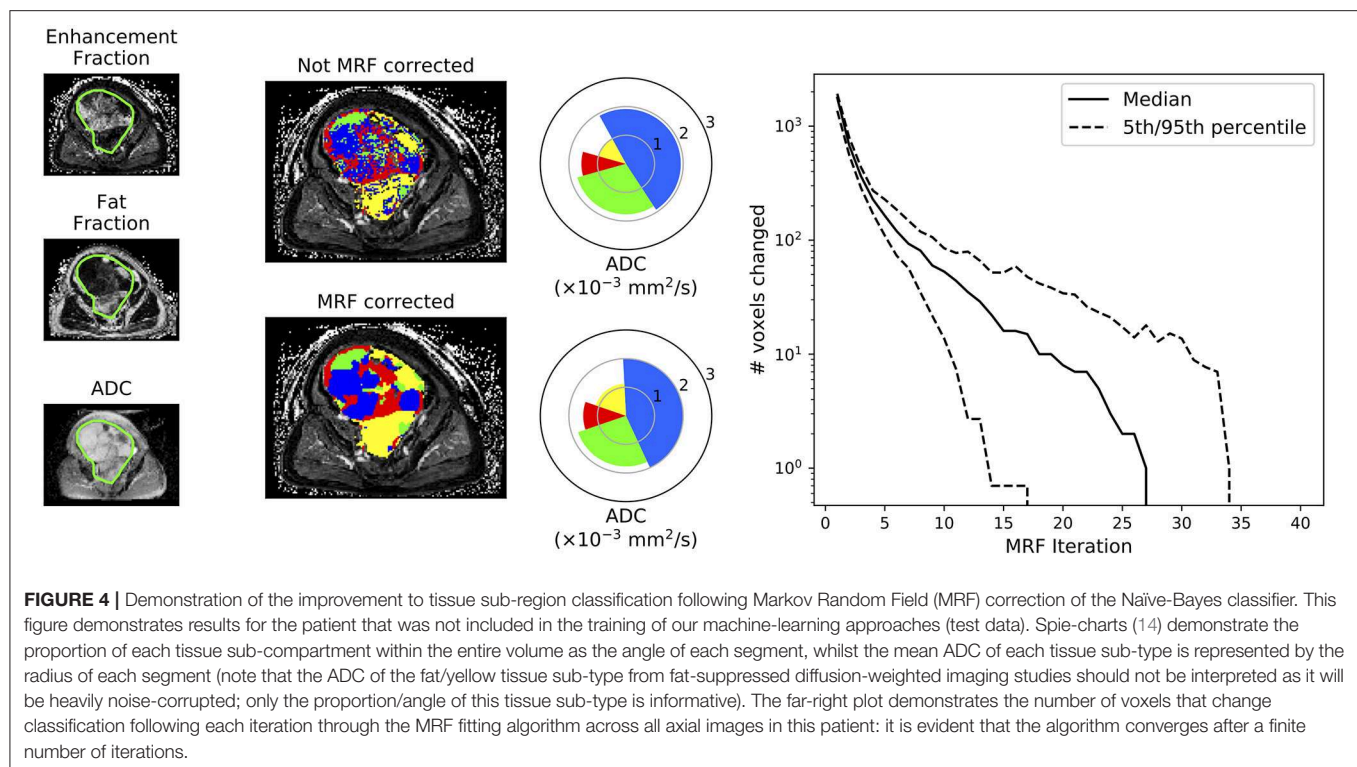 Enhancement
Fraction
Fat
Fraction
ADC
Not MRF corrected
MRF corrected
1
2
3
ADC
(×10⁻³ mm²/s)
1
2
3
ADC
(×10⁻³ mm²/s)
Median
5th/95th percentile
# voxels changed
10³
10²
10¹
10⁰
0 5 10 15 20 25 30 35 40
MRF Iteration
FIGURE 4 | Demonstration of the improvement to tissue sub-region classification following Markov Random Field (MRF) correction of the Naïve-Bayes classifier. This
figure demonstrates results for the patient that was not included in the training of our machine-learning approaches (test data). Spie-charts (14) demonstrate the
proportion of each tissue sub-compartment within the entire volume as the angle of each segment, whilst the mean ADC of each tissue sub-type is represented by the
radius of each segment (note that the ADC of the fat/yellow tissue sub-type from fat-suppressed diffusion-weighted imaging studies should not be interpreted as it will
be heavily noise-corrupted; only the proportion/angle of this tissue sub-type is informative). The far-right plot demonstrates the number of voxels that change
classification following each iteration through the MRF fitting algorithm across all axial images in this patient: it is evident that the algorithm converges after a finite
number of iterations.